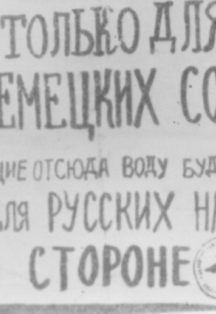 ТОЛЬКО ДЛЯ
ЕМЕЦКИХ СО
ЩИЕ ОТСЮДА ВОДУ БУД
ЛЯ РУССКИХ НА
СТОРОНЕ